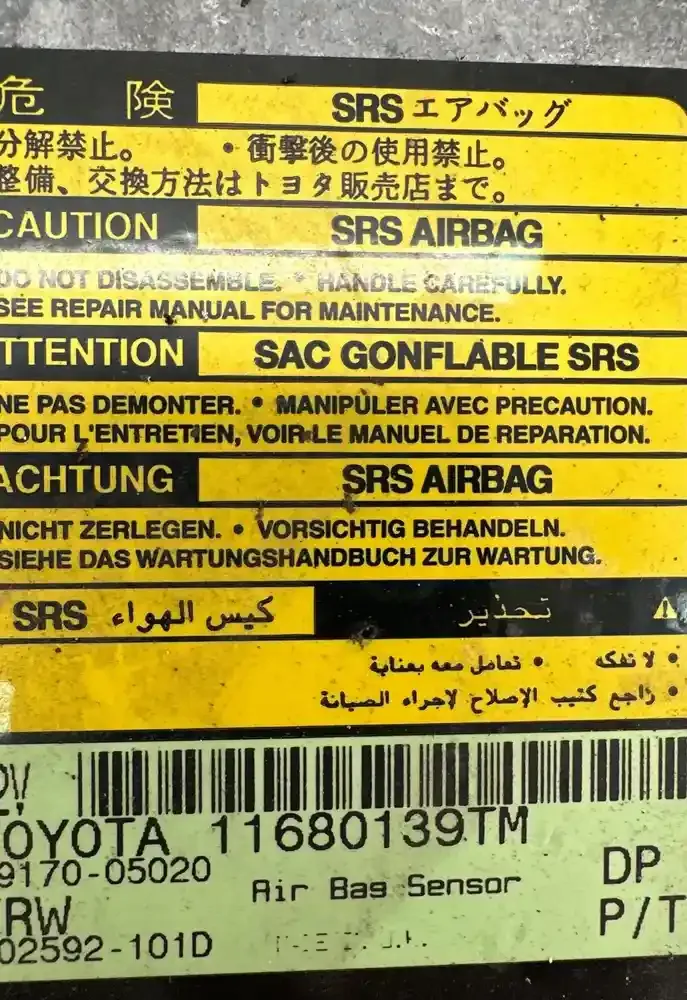 危 険 SRSエアバッグ
分解禁止。 ・衝撃後の使用禁止。
整備、交換方法はトヨタ販売店まで。
CAUTION SRS AIRBAG
DO NOT DISASSEMBLE. • HANDLE CAREFULLY.
SEE REPAIR MANUAL FOR MAINTENANCE.
TTENTION SAC GONFLABLE SRS
NE PAS DEMONTER. • MANIPULER AVEC PRECAUTION.
POUR L'ENTRETIEN, VOIR LE MANUEL DE REPARATION.
ACHTUNG SRS AIRBAG
NICHT ZERLEGEN. • VORSICHTIG BEHANDELN.
SIEHE DAS WARTUNGSHANDBUCH ZUR WARTUNG.
تحذير كيس الهواء SRS
• لا تفكه • تعامل معه بعناية
• راجع كتيب الإصلاح لإجراء الصيانة
TOYOTA 11680139TM
9170-05020
Air Bag Sensor
DP
RW
P/T
02592-101D